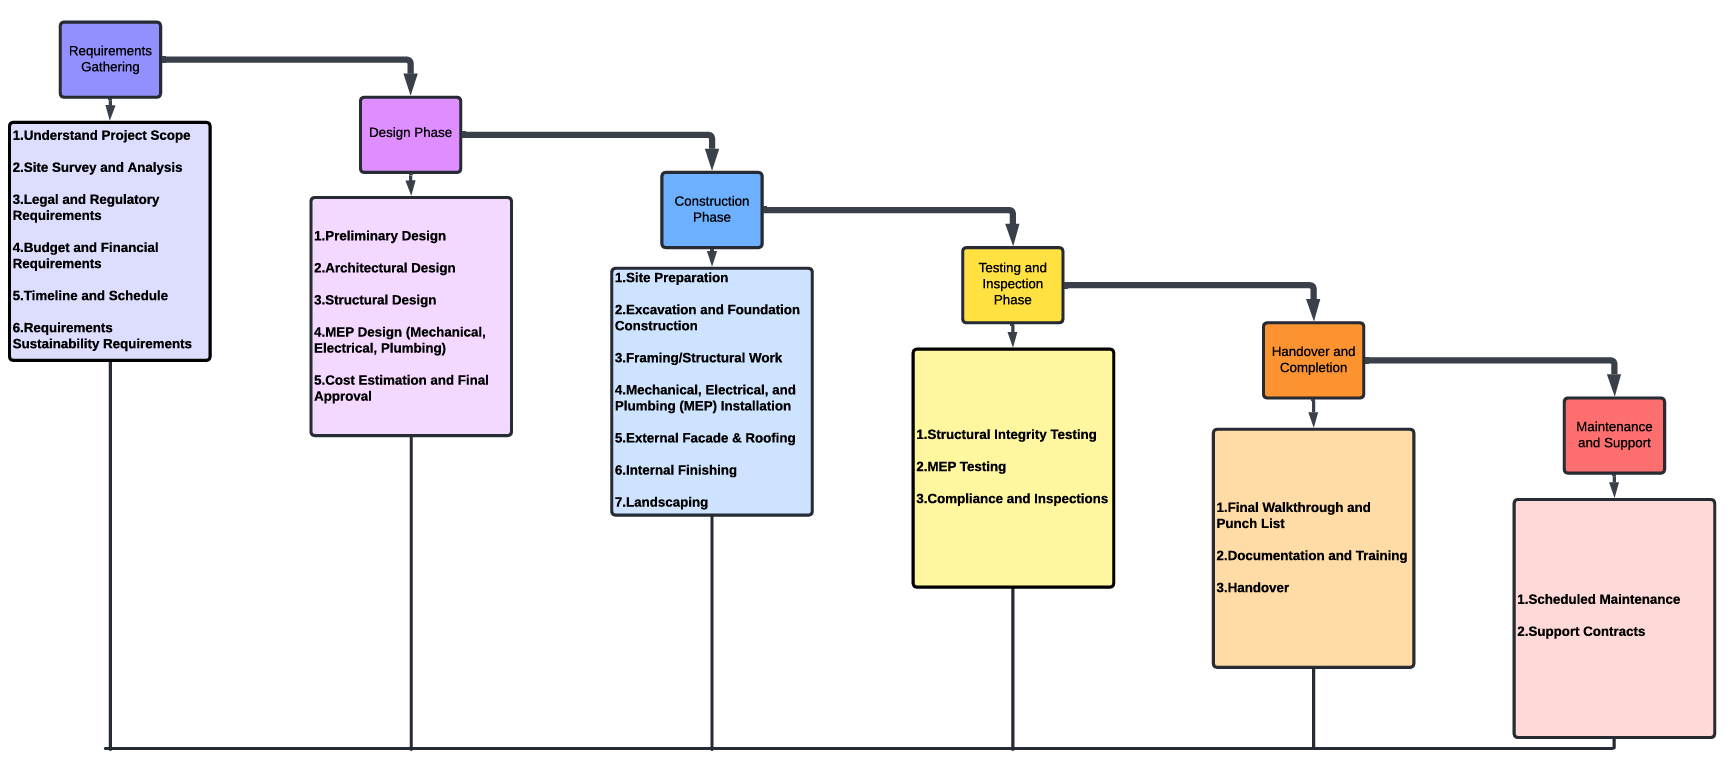 Requirements
Gathering
1.Understand Project Scope
2.Site Survey and Analysis
3.Legal and Regulatory
Requirements
4.Budget and Financial
Requirements
5.Timeline and Schedule
6.Requirements
Sustainability Requirements
Design Phase
1.Preliminary Design
2.Architectural Design
3.Structural Design
4.MEP Design (Mechanical,
Electrical, Plumbing)
5.Cost Estimation and Final
Approval
Construction
Phase
1.Site Preparation
2.Excavation and Foundation
Construction
3.Framing/Structural Work
4.Mechanical, Electrical, and
Plumbing (MEP) Installation
5.External Facade & Roofing
6.Internal Finishing
7.Landscaping
Testing and
Inspection
Phase
1.Structural Integrity Testing
2.MEP Testing
3.Compliance and Inspections
Handover and
Completion
1.Final Walkthrough and
Punch List
2.Documentation and Training
3.Handover
Maintenance
and Support
1.Scheduled Maintenance
2.Support Contracts